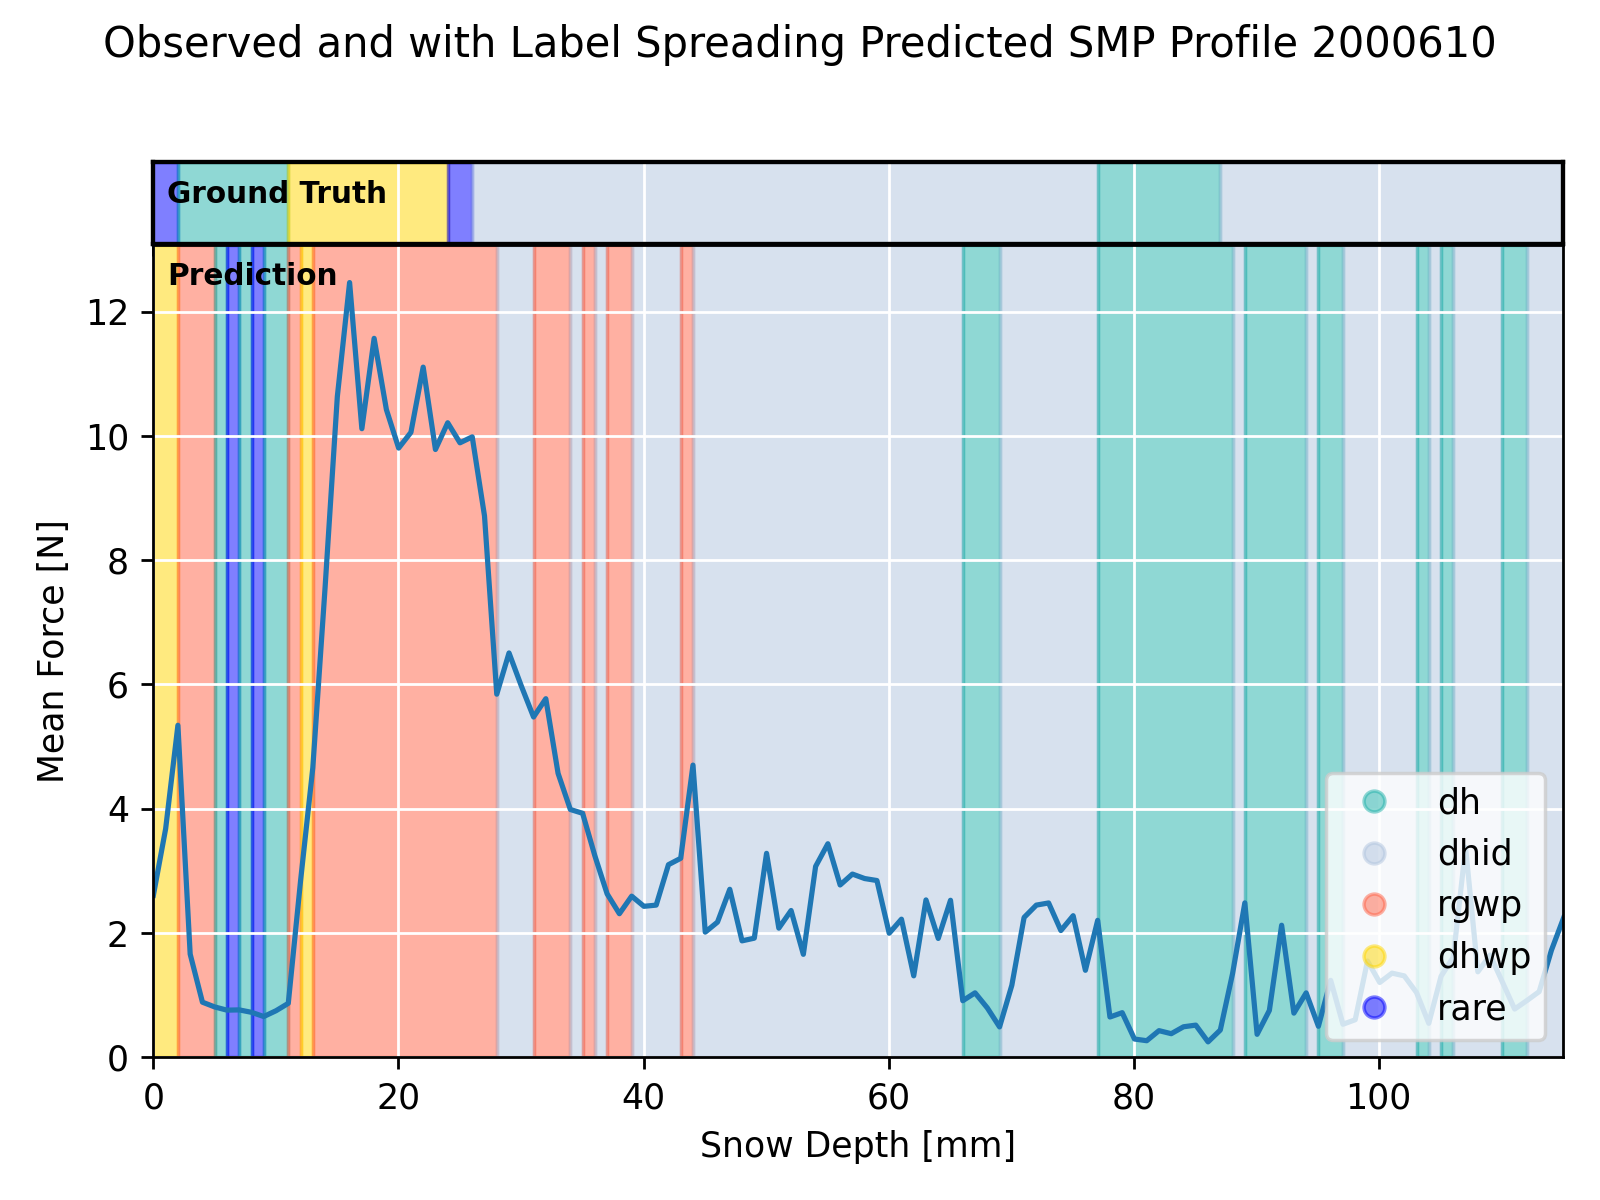 Observed and with Label Spreading Predicted SMP Profile 2000610
Ground Truth
Prediction
12
10
8
6
4
2
0
Mean Force [N]
0 20 40 60 80 100
Snow Depth [mm]
dh
dhid
rgwp
dhwp
rare